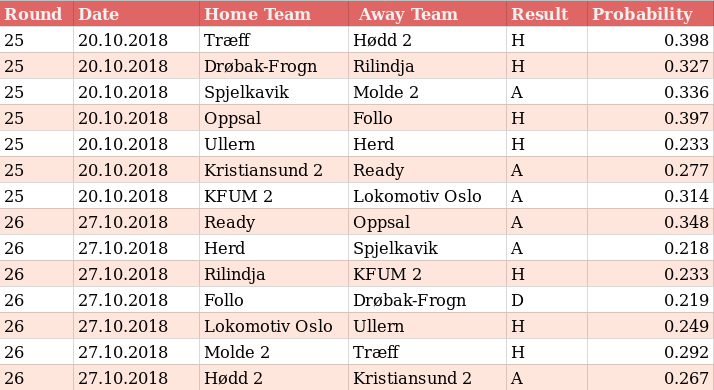 Round Date Home Team Away Team Result Probability
25 20.10.2018 Træff Hødd 2 H 0.398
25 20.10.2018 Drøbak-Frogn Rilindja H 0.327
25 20.10.2018 Spjelkavik Molde 2 A 0.336
25 20.10.2018 Oppsal Follo H 0.397
25 20.10.2018 Ullern Herd H 0.233
25 20.10.2018 Kristiansund 2 Ready A 0.277
25 20.10.2018 KFUM 2 Lokomotiv Oslo A 0.314
26 27.10.2018 Ready Oppsal A 0.348
26 27.10.2018 Herd Spjelkavik A 0.218
26 27.10.2018 Rilindja KFUM 2 H 0.233
26 27.10.2018 Follo Drøbak-Frogn D 0.219
26 27.10.2018 Lokomotiv Oslo Ullern H 0.249
26 27.10.2018 Molde 2 Træff H 0.292
26 27.10.2018 Hødd 2 Kristiansund 2 A 0.267